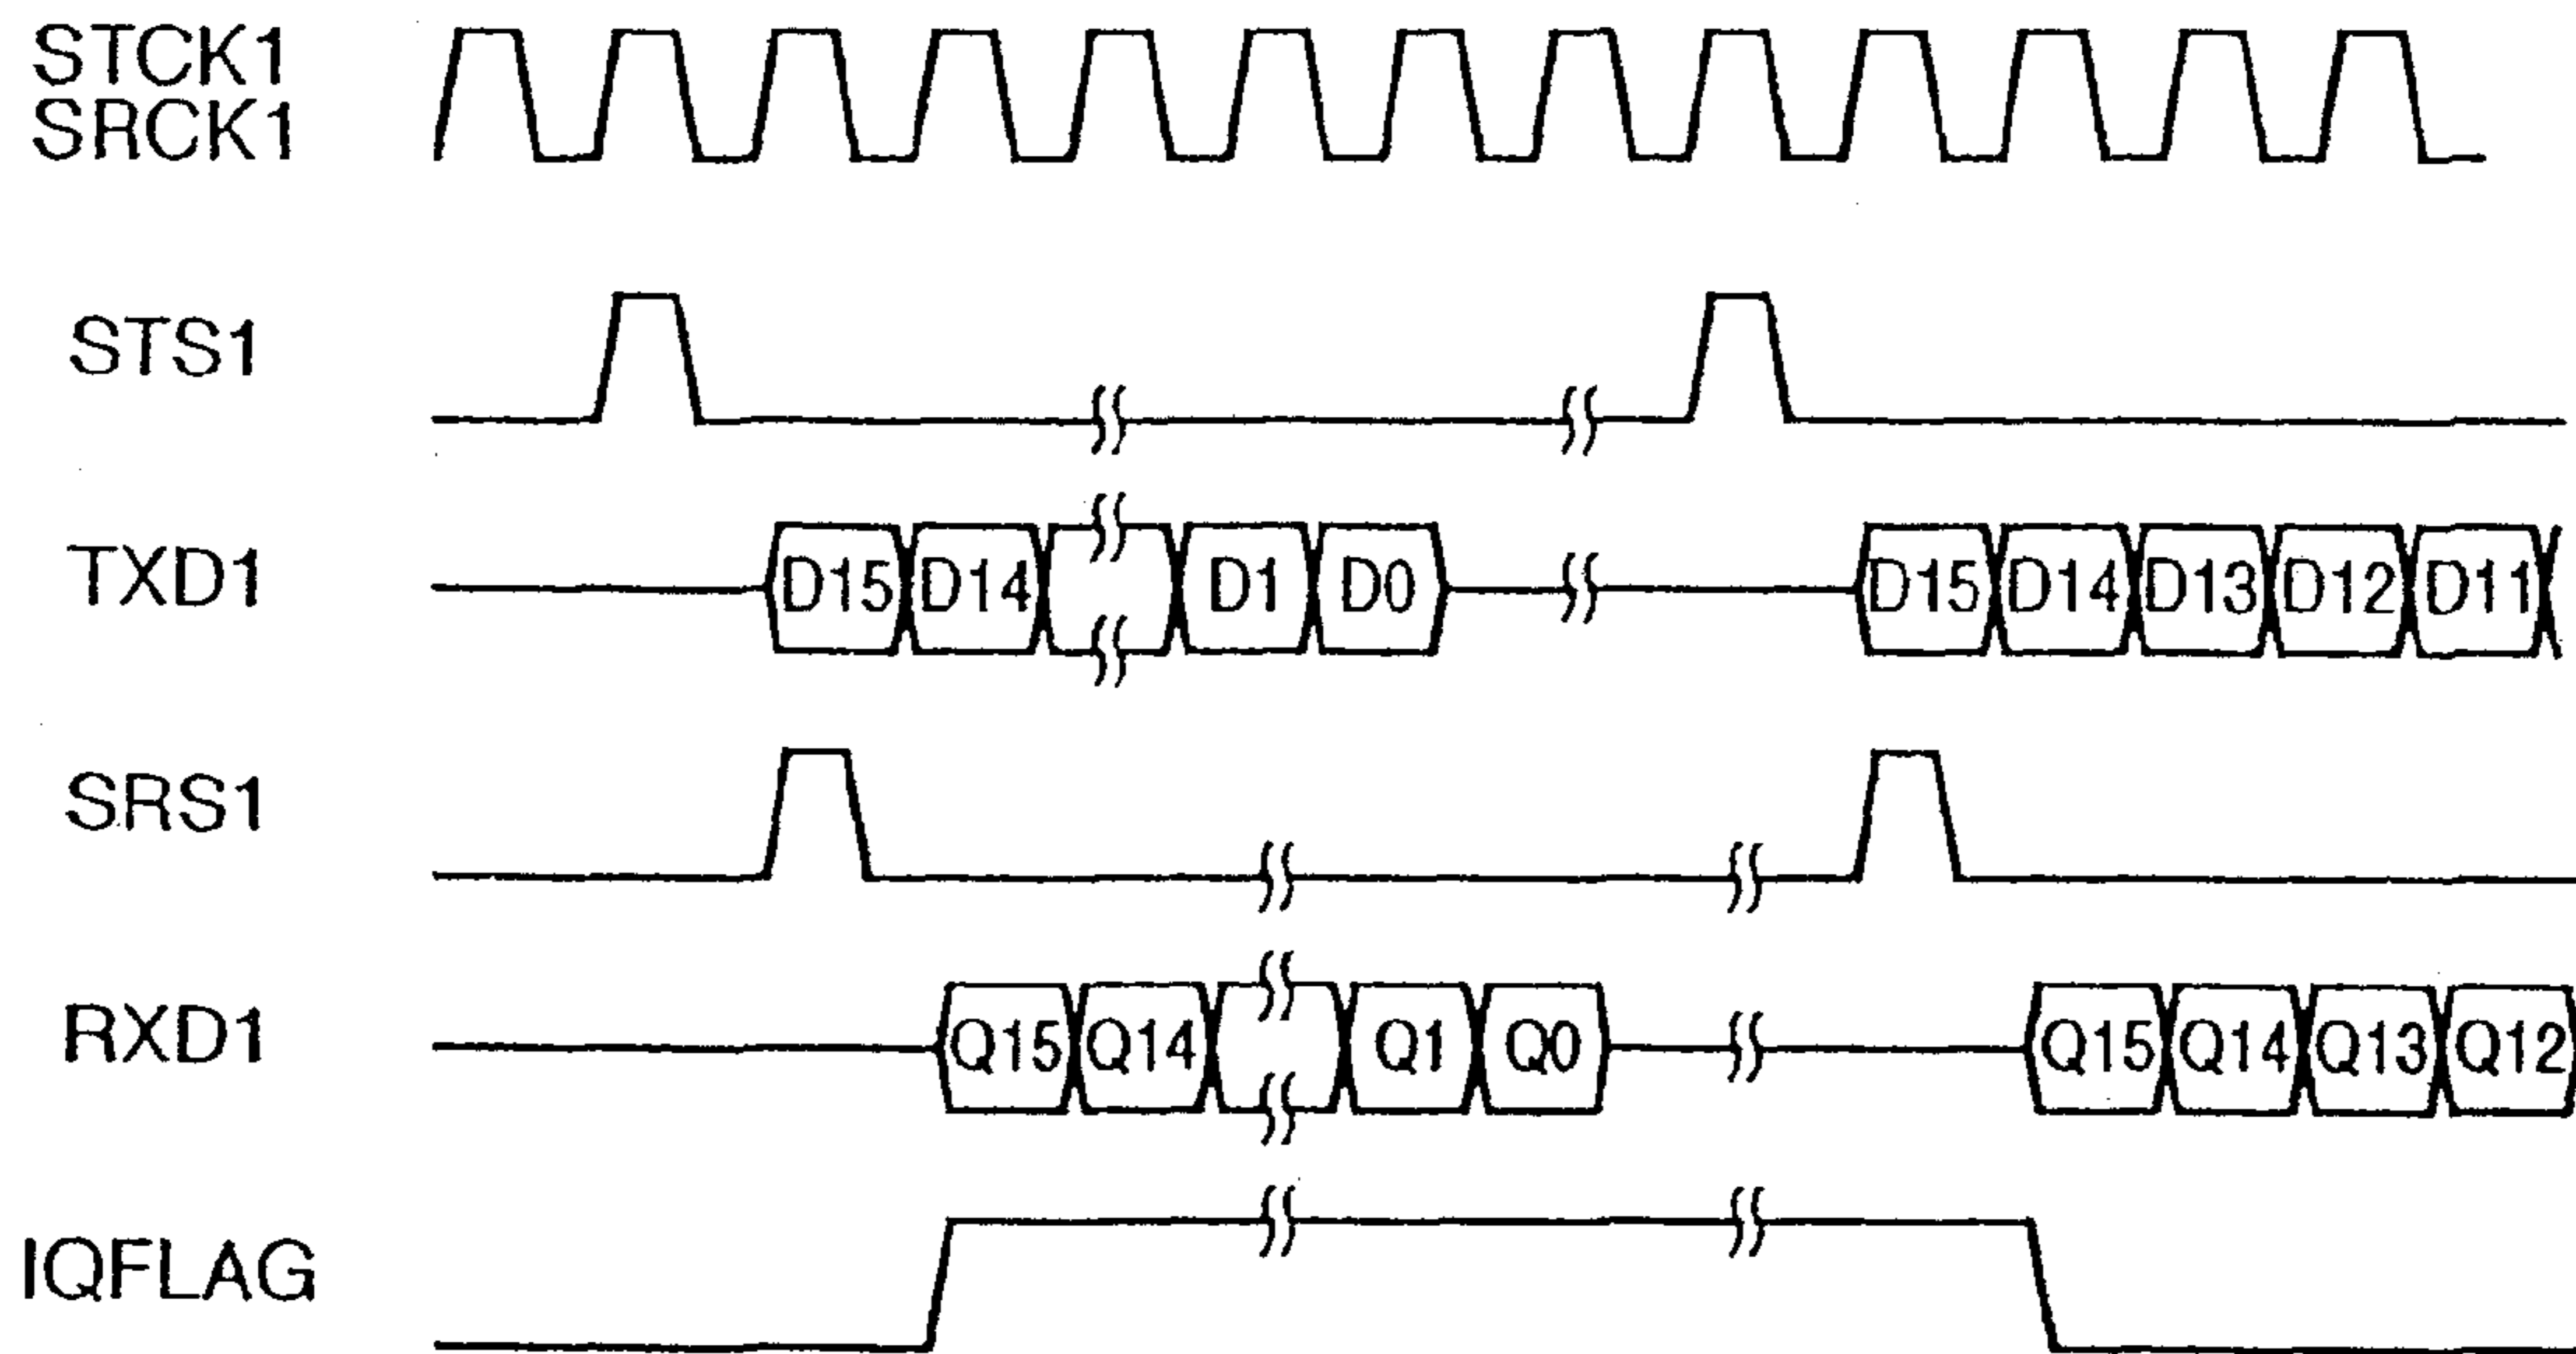 STCK1
SRCK1
STS1
TXD1 D15 D14 D1 D0 D15 D14 D13 D12 D11
SRS1
RXD1 Q15 Q14 Q1 Q0 Q15 Q14 Q13 Q12
IQFLAG